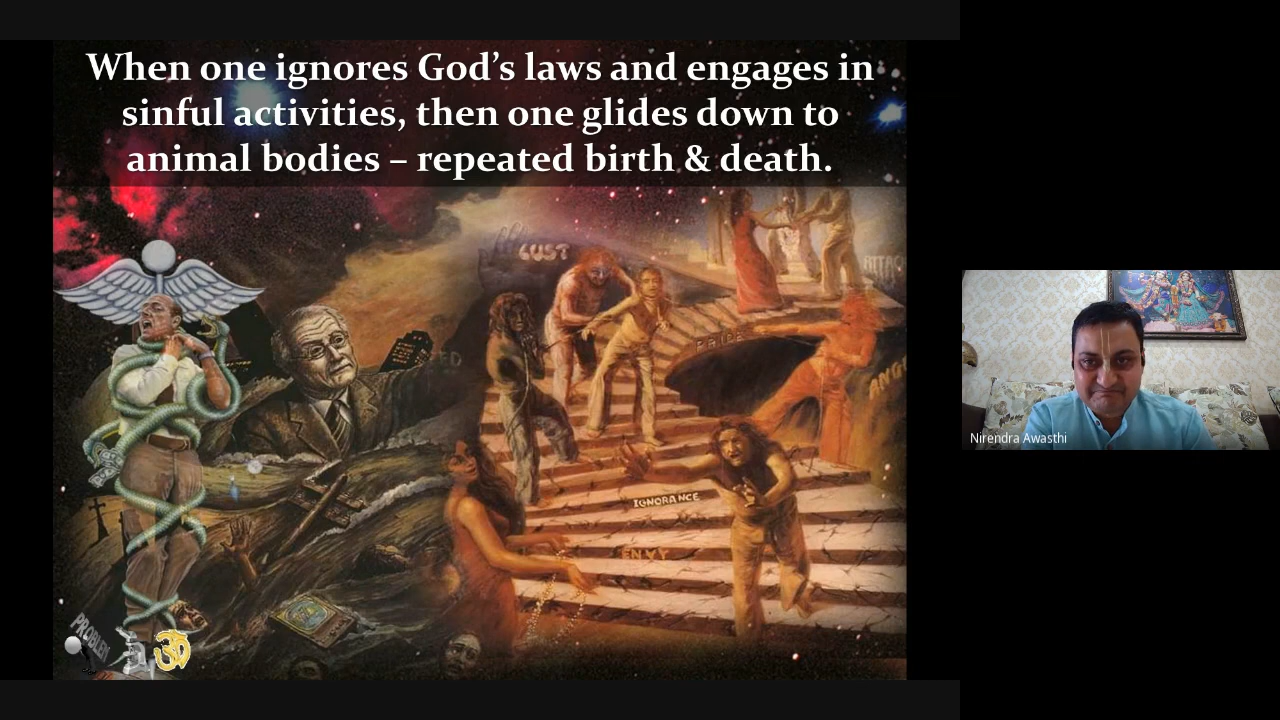 When one ignores God’s laws and engages in
sinful activities, then one glides down to
animal bodies – repeated birth & death.
LUST
PRIDE
IGNORANCE
ENVY
PROBLEM
ॐ
Nirendra Awasthi